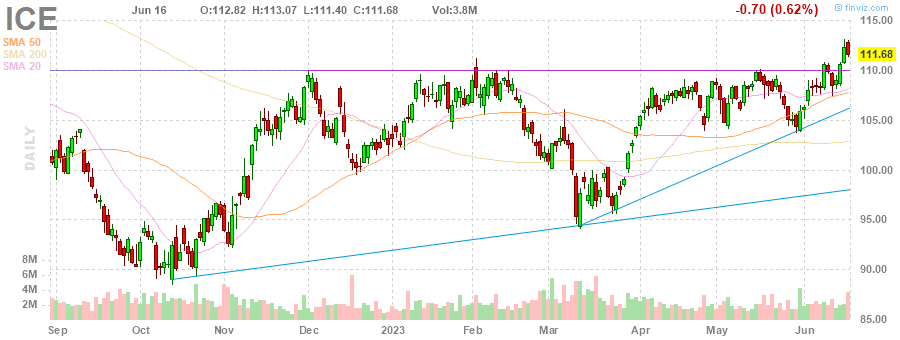 ICE
Jun 16 O:112.82 H:113.07 L:111.40 C:111.68 Vol:3.8M -0.70 (0.62%)
© finviz.com
SMA 50
SMA 200
SMA 20
DAILY
115.00
111.68
110.00
105.00
100.00
95.00
90.00
85.00
8M
6M
4M
2M
Sep Oct Nov Dec 2023 Feb Mar Apr May Jun